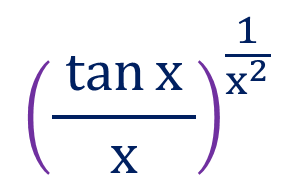 (tan x / x)^(1/x²)